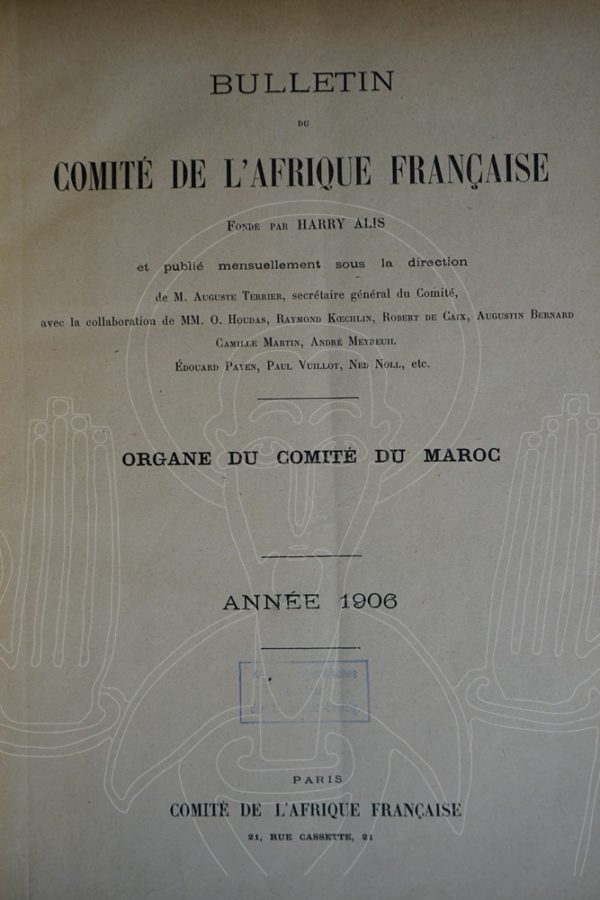 BULLETIN
DU
COMITÉ DE L'AFRIQUE FRANÇAISE
FONDÉ PAR HARRY ALIS
et publié mensuellement sous la direction
de M. AUGUSTE TERRIER, secrétaire général du Comité,
avec la collaboration de MM. O. HOUDAS, RAYMOND KŒCHLIN, ROBERT DE CAIX, AUGUSTIN BERNARD
CAMILLE MARTIN, ANDRÉ MEYREUIL
ÉDOUARD PAYEN, PAUL VUILLOT, NED NOLL, etc.
ORGANE DU COMITÉ DU MAROC
ANNÉE 1906
PARIS
COMITÉ DE L'AFRIQUE FRANÇAISE
21, RUE CASSETTE, 21